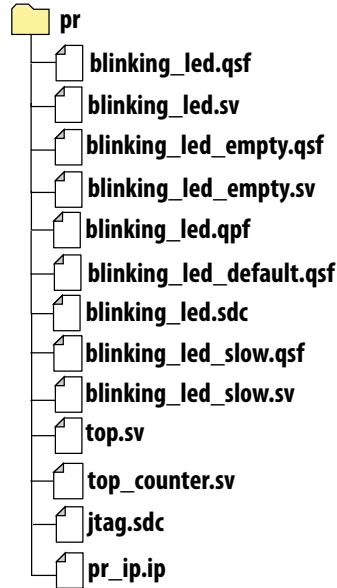 pr
blinking_led.qsf
blinking_led.sv
blinking_led_empty.qsf
blinking_led_empty.sv
blinking_led.qpf
blinking_led_default.qsf
blinking_led.sdc
blinking_led_slow.qsf
blinking_led_slow.sv
top.sv
top_counter.sv
jtag.sdc
pr_ip.ip